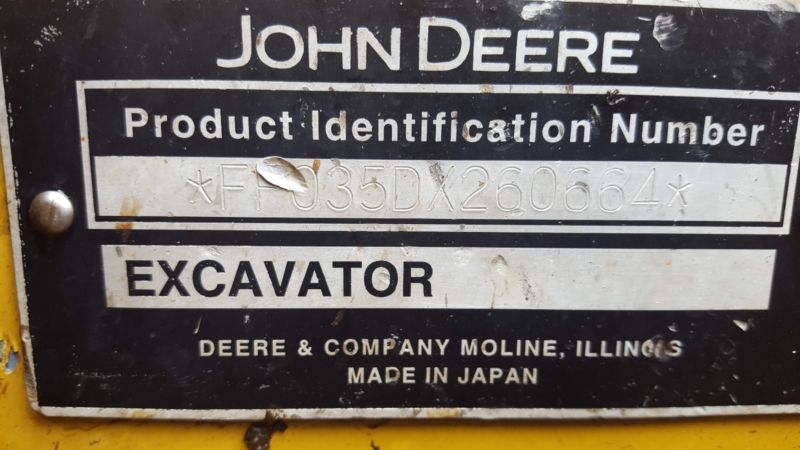 JOHN DEERE
Product Identification Number
*FF035DX260664*
EXCAVATOR
DEERE & COMPANY MOLINE, ILLINOIS
MADE IN JAPAN